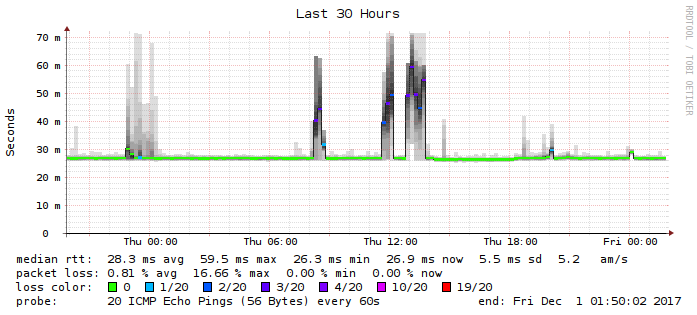 Last 30 Hours
RRDTOOL / TOBI OETIKER
Seconds
70 m
60 m
50 m
40 m
30 m
20 m
10 m
0
Thu 00:00 Thu 06:00 Thu 12:00 Thu 18:00 Fri 00:00
median rtt: 28.3 ms avg 59.5 ms max 26.3 ms min 26.9 ms now 5.5 ms sd 5.2 am/s
packet loss: 0.81 % avg 16.66 % max 0.00 % min 0.00 % now
loss color: 0 1/20 2/20 3/20 4/20 10/20 19/20
probe: 20 ICMP Echo Pings (56 Bytes) every 60s end: Fri Dec 1 01:50:02 2017